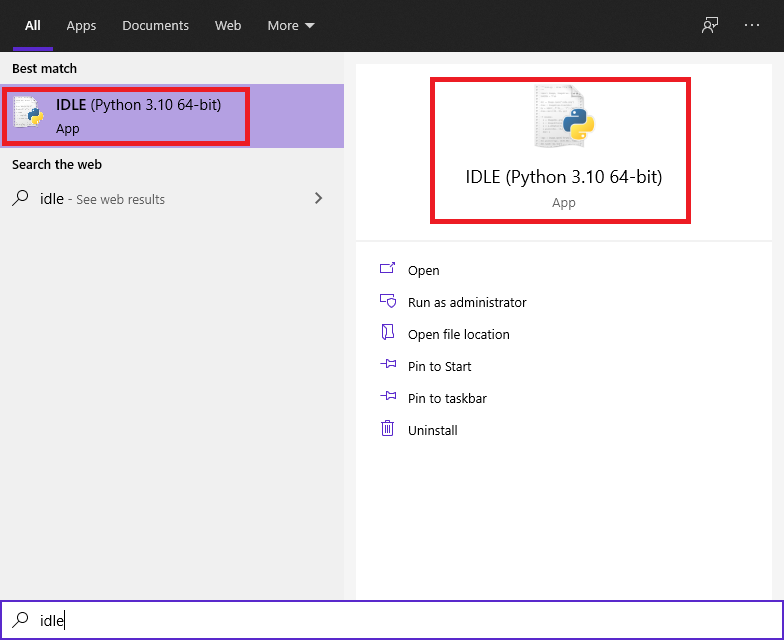 All Apps Documents Web More
Best match
IDLE (Python 3.10 64-bit)
App
Search the web
idle - See web results
IDLE (Python 3.10 64-bit)
App
Open
Run as administrator
Open file location
Pin to Start
Pin to taskbar
Uninstall
idle